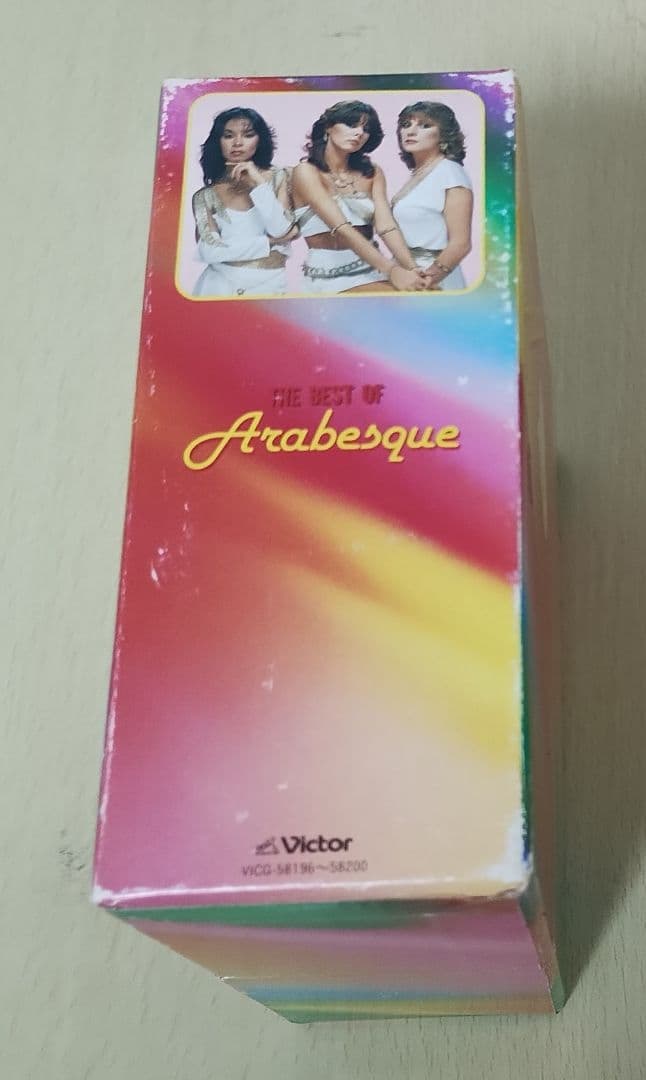 THE BEST OF
Arabesque
Victor
VICG-58196〜58200